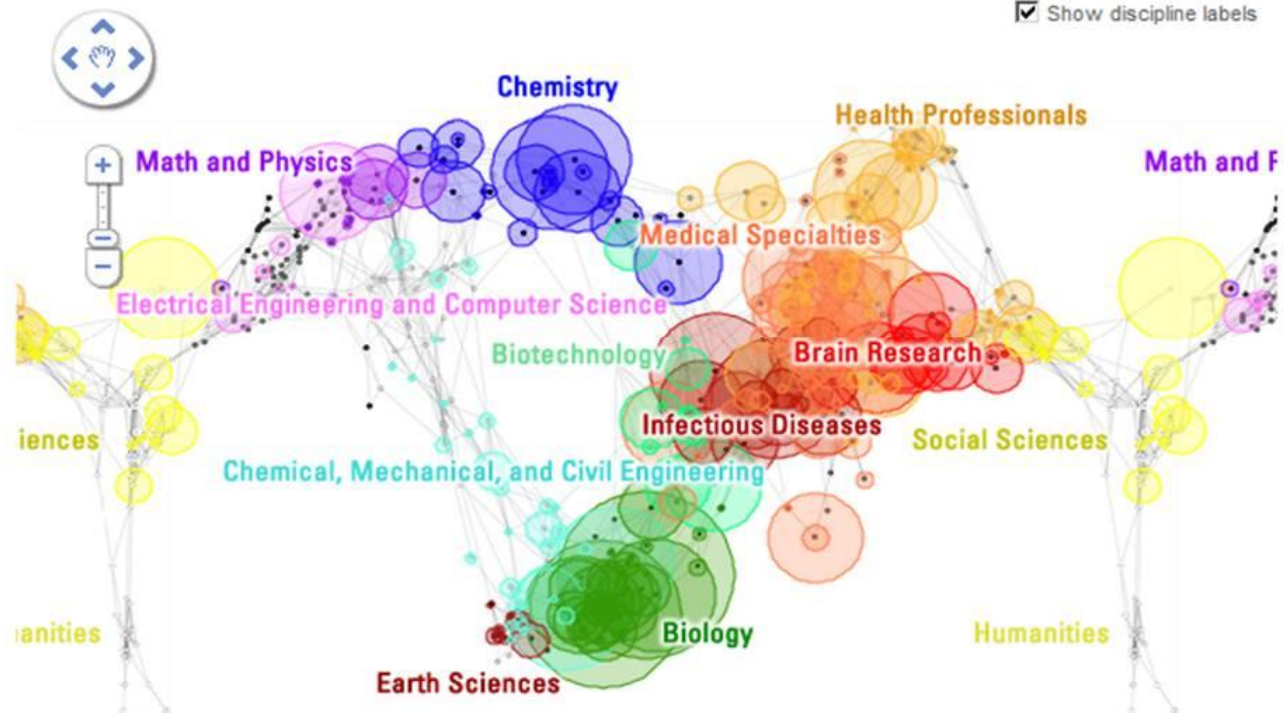 Show discipline labels
Chemistry
Health Professionals
Math and Physics
Math and F
Medical Specialties
Electrical Engineering and Computer Science
Biotechnology
Brain Research
Infectious Diseases
iences
Social Sciences
Chemical, Mechanical, and Civil Engineering
anities
Biology
Humanities
Earth Sciences